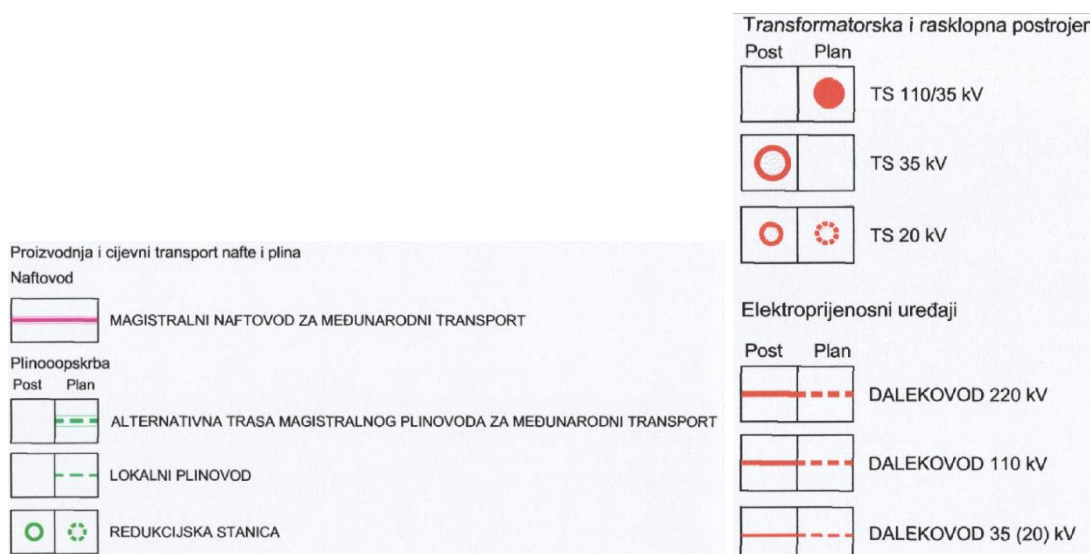 Proizvodnja i cijevni transport nafte i plina
Naftovod
MAGISTRALNI NAFTOVOD ZA MEĐUNARODNI TRANSPORT
Plinooopskrba
Post Plan
ALTERNATIVNA TRASA MAGISTRALNOG PLINOVODA ZA MEĐUNARODNI TRANSPORT
LOKALNI PLINOVOD
REDUKCIJSKA STANICA
Transformatorska i rasklopna postrojen
Post Plan
TS 110/35 kV
TS 35 kV
TS 20 kV
Elektroprijenosni uređaji
Post Plan
DALEKOVOD 220 kV
DALEKOVOD 110 kV
DALEKOVOD 35 (20) kV